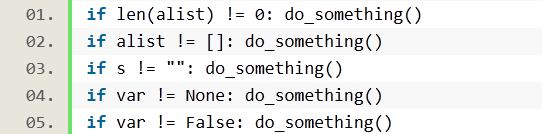 01. if len(alist) != 0: do_something()
02. if alist != []: do_something()
03. if s != "": do_something()
04. if var != None: do_something()
05. if var != False: do_something()